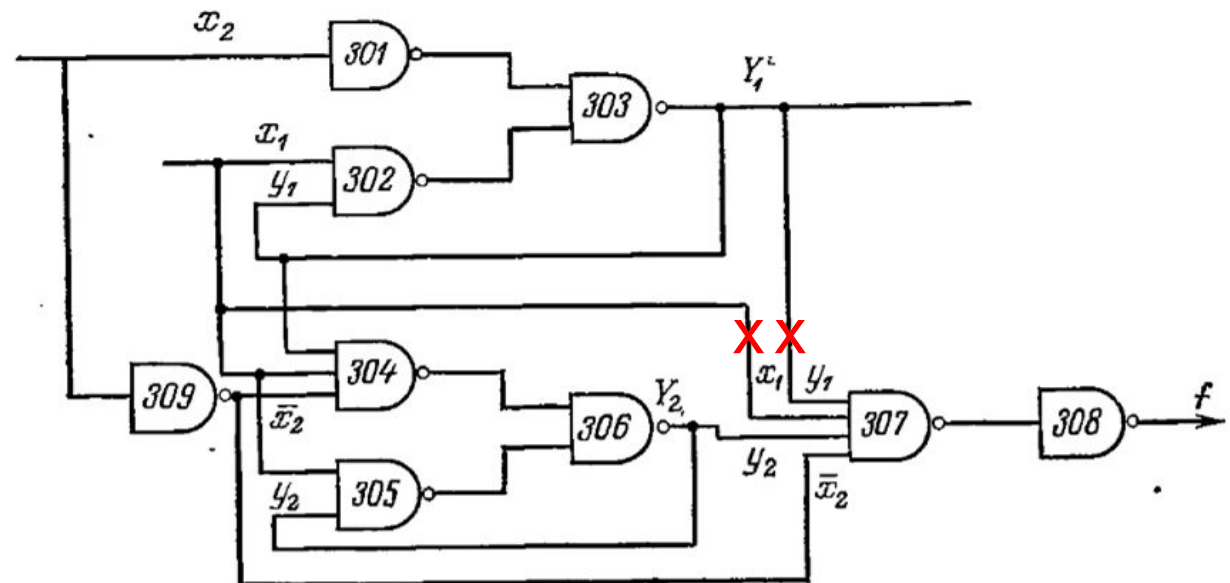 x₂
301
Y₁
303
x₁
302
y₁
X X
304
x₁ y₁
309
x̄₂
Y₂
f
306
307
308
y₂
305
y₂
x̄₂